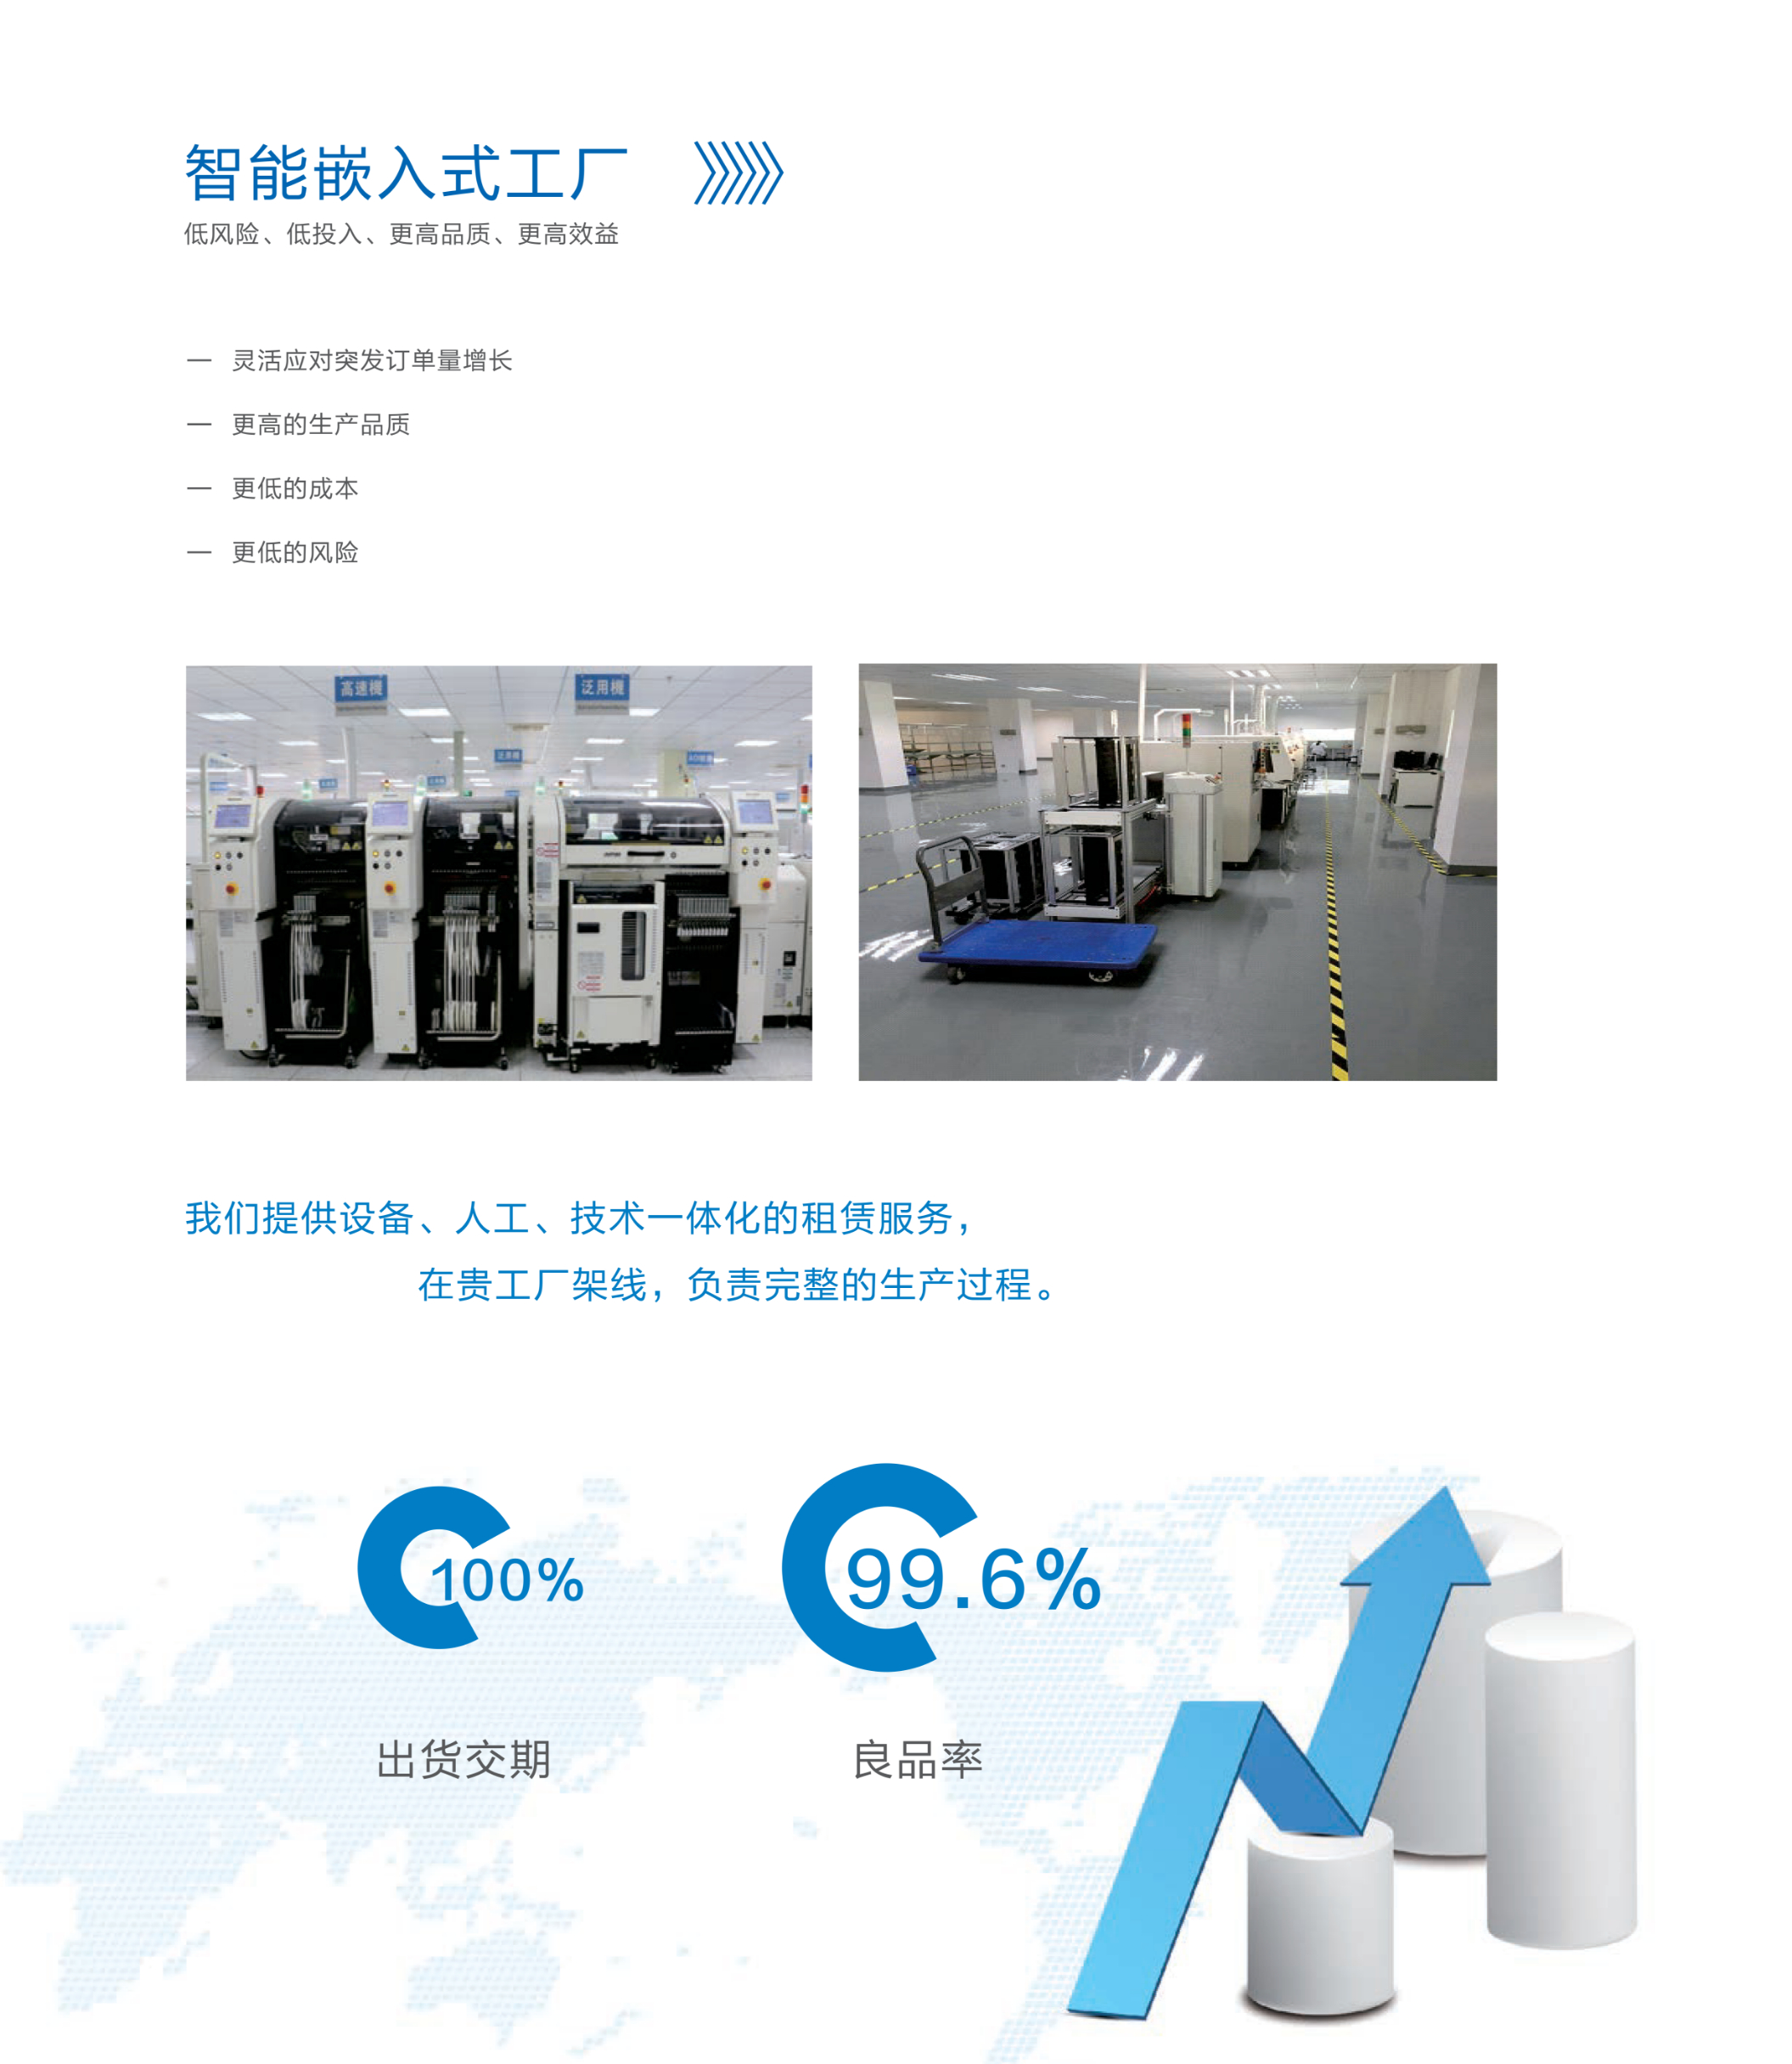 智能嵌入式工厂
低风险、低投入、更高品质、更高效益
— 灵活应对突发订单量增长
— 更高的生产品质
— 更低的成本
— 更低的风险
高速機
泛用機
泛用機
我们提供设备、人工、技术一体化的租赁服务，
在贵工厂架线，负责完整的生产过程。
100%
99.6%
出货交期
良品率